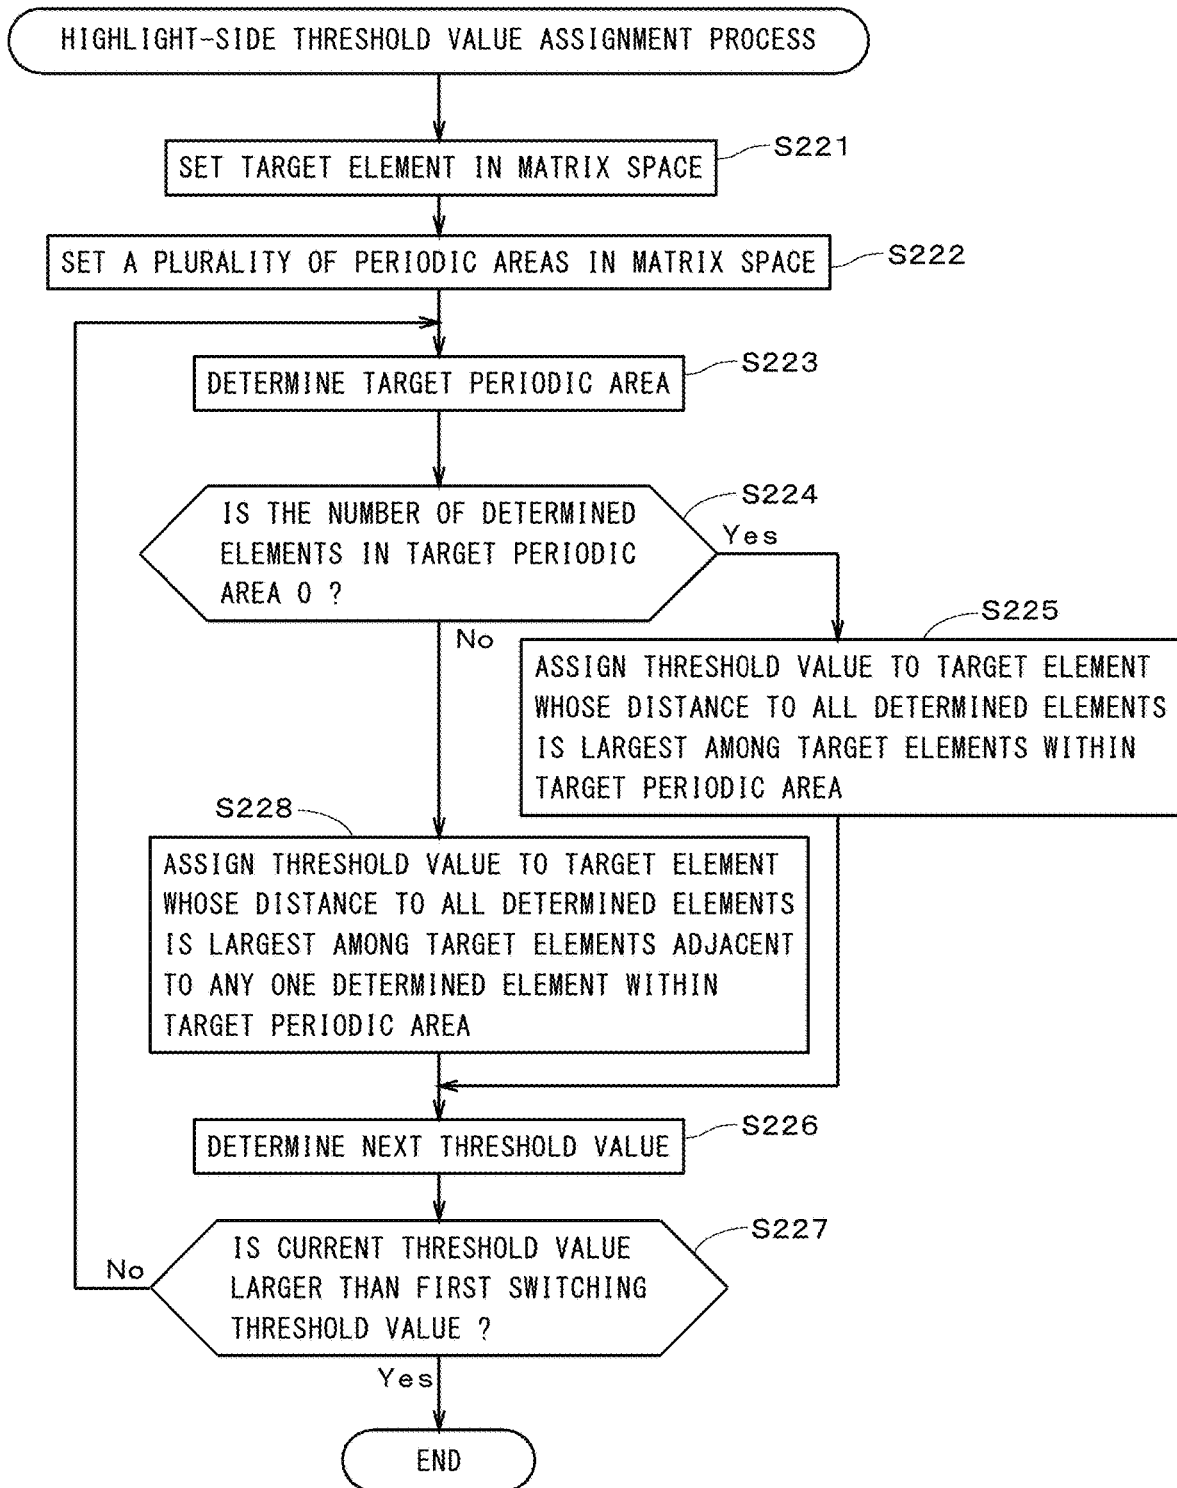 HIGHLIGHT-SIDE THRESHOLD VALUE ASSIGNMENT PROCESS
S221
SET TARGET ELEMENT IN MATRIX SPACE
S222
SET A PLURALITY OF PERIODIC AREAS IN MATRIX SPACE
S223
DETERMINE TARGET PERIODIC AREA
S224
IS THE NUMBER OF DETERMINED
ELEMENTS IN TARGET PERIODIC
AREA 0 ?
Yes
No
S225
ASSIGN THRESHOLD VALUE TO TARGET ELEMENT
WHOSE DISTANCE TO ALL DETERMINED ELEMENTS
IS LARGEST AMONG TARGET ELEMENTS WITHIN
TARGET PERIODIC AREA
S228
ASSIGN THRESHOLD VALUE TO TARGET ELEMENT
WHOSE DISTANCE TO ALL DETERMINED ELEMENTS
IS LARGEST AMONG TARGET ELEMENTS ADJACENT
TO ANY ONE DETERMINED ELEMENT WITHIN
TARGET PERIODIC AREA
S226
DETERMINE NEXT THRESHOLD VALUE
S227
IS CURRENT THRESHOLD VALUE
LARGER THAN FIRST SWITCHING
THRESHOLD VALUE ?
No
Yes
END